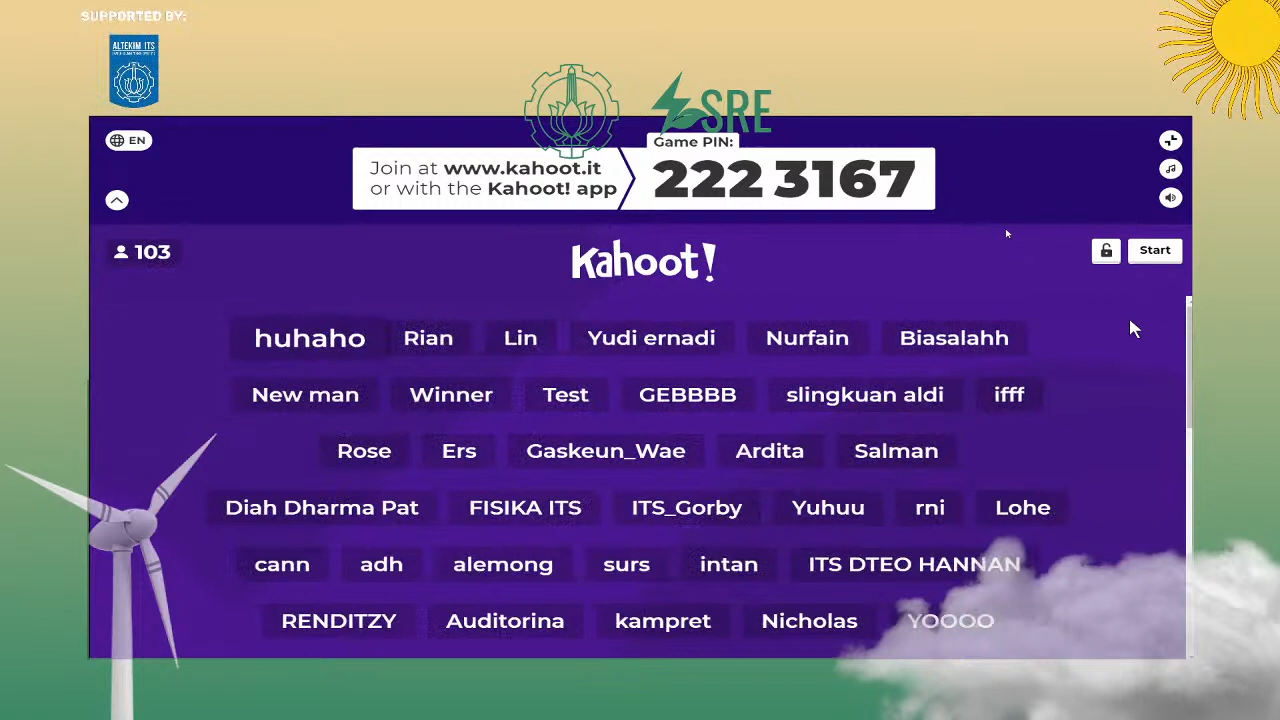 SUPPORTED BY:
ALTEKIM ITS
SRE
EN
Join at www.kahoot.it
or with the Kahoot! app
Game PIN:
222 3167
103
Kahoot!
Start
huhaho Rian Lin Yudi ernadi Nurfain Biasalahh
New man Winner Test GEBBBB slingkuan aldi ifff
Rose Ers Gaskeun_Wae Ardita Salman
Diah Dharma Pat FISIKA ITS ITS_Gorby Yuhuu rni Lohe
cann adh alemong surs intan ITS DTEO HANNAN
RENDITZY Auditorina kampret Nicholas YOOOO